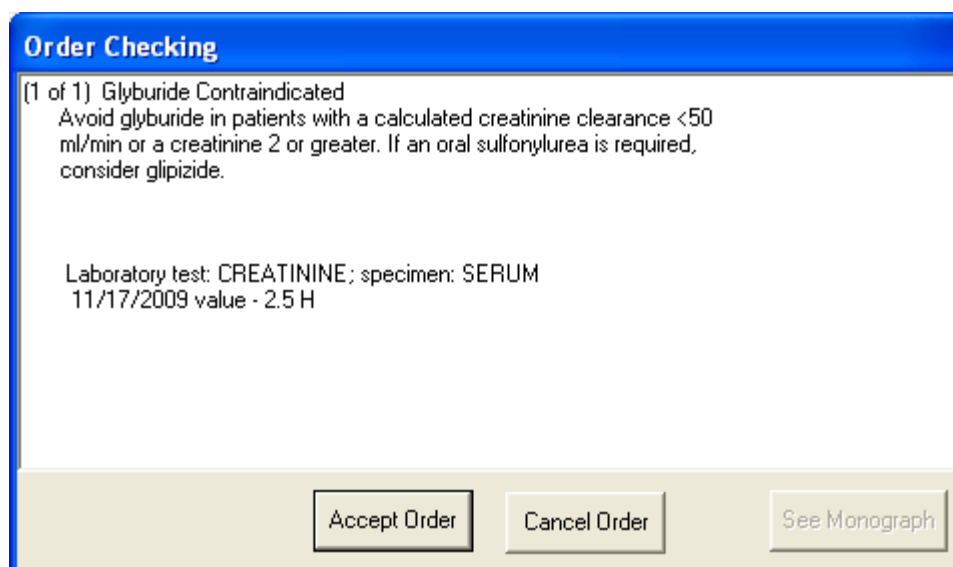 Order Checking
(1 of 1) Glyburide Contraindicated
Avoid glyburide in patients with a calculated creatinine clearance <50
ml/min or a creatinine 2 or greater. If an oral sulfonylurea is required,
consider glipizide.
Laboratory test: CREATININE; specimen: SERUM
11/17/2009 value - 2.5 H
Accept Order Cancel Order See Monograph